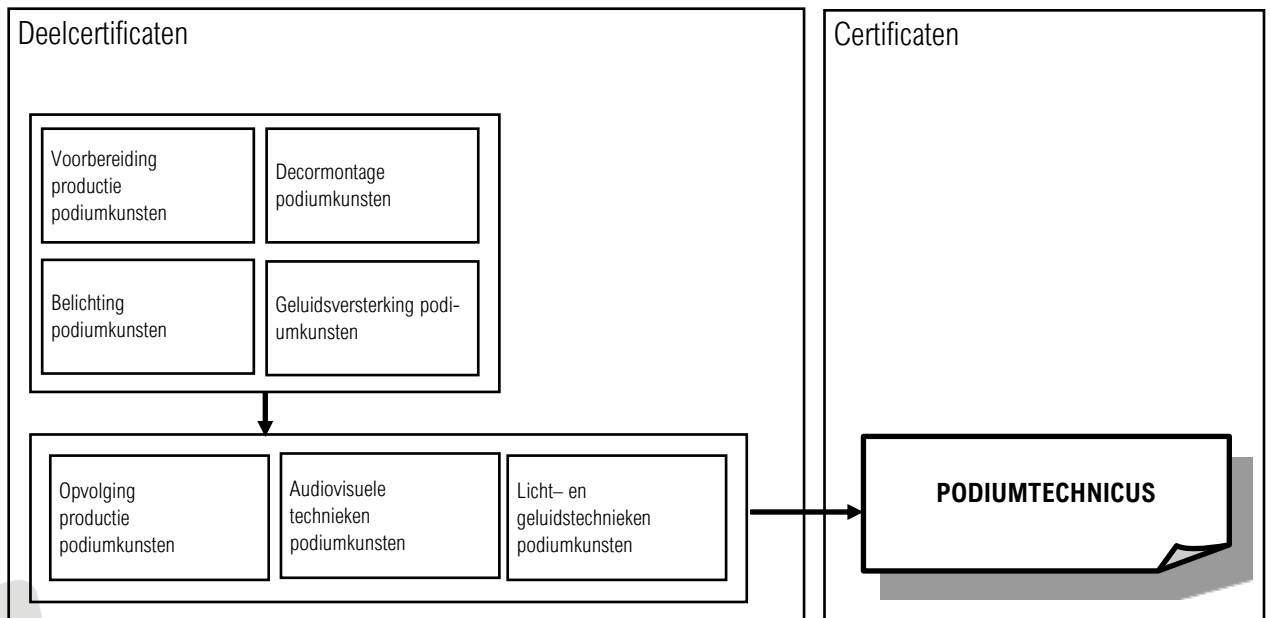 Deelcertificaten
Certificaten
Voorbereiding
productie
podiumkunsten
Decormontage
podiumkunsten
Belichting
podiumkunsten
Geluidsversterking podi-
umkunsten
Opvolging
productie
podiumkunsten
Audiovisuele
technieken
podiumkunsten
Licht– en
geluidstechnieken
podiumkunsten
PODIUMTECHNICUS